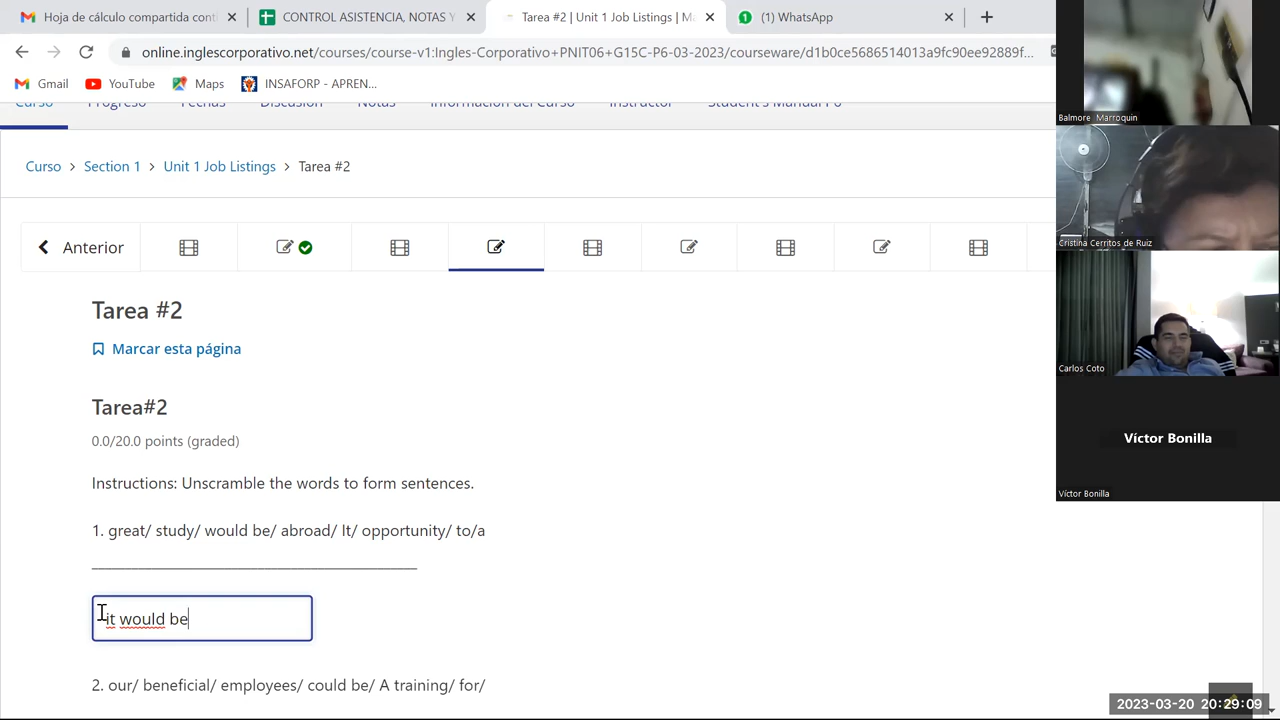 Hoja de cálculo compartida cont
CONTROL ASISTENCIA, NOTAS Y
Tarea #2 | Unit 1 Job Listings | Ma
(1) WhatsApp
online.inglescorporativo.net/courses/course-v1:Ingles-Corporativo+PNIT06+G15C-P6-03-2023/courseware/d1b0ce5686514013a9fc90ee92889f...
Gmail
YouTube
Maps
INSAFORP - APREN...
Curso
Progreso
Fechas
Discusión
Notas
Información del Curso
Instructor
Student's Manual P6
Curso > Section 1 > Unit 1 Job Listings > Tarea #2
Anterior
Tarea #2
Marcar esta página
Tarea#2
0.0/20.0 points (graded)
Instructions: Unscramble the words to form sentences.
1. great/ study/ would be/ abroad/ It/ opportunity/ to/a
it would be
2. our/ beneficial/ employees/ could be/ A training/ for/
Balmore Marroquin
Cristina Cerritos de Ruiz
Carlos Coto
Víctor Bonilla
Víctor Bonilla
2023-03-20 20:29:09